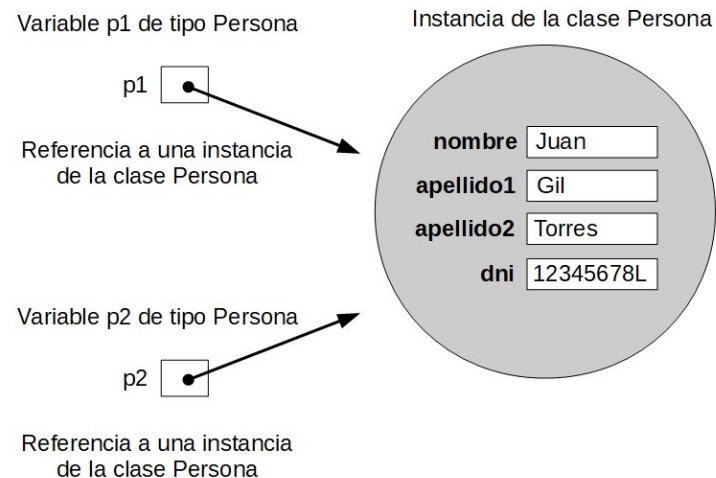 Variable p1 de tipo Persona
p1
Referencia a una instancia
de la clase Persona
Variable p2 de tipo Persona
p2
Referencia a una instancia
de la clase Persona
Instancia de la clase Persona
nombre Juan
apellido1 Gil
apellido2 Torres
dni 12345678L